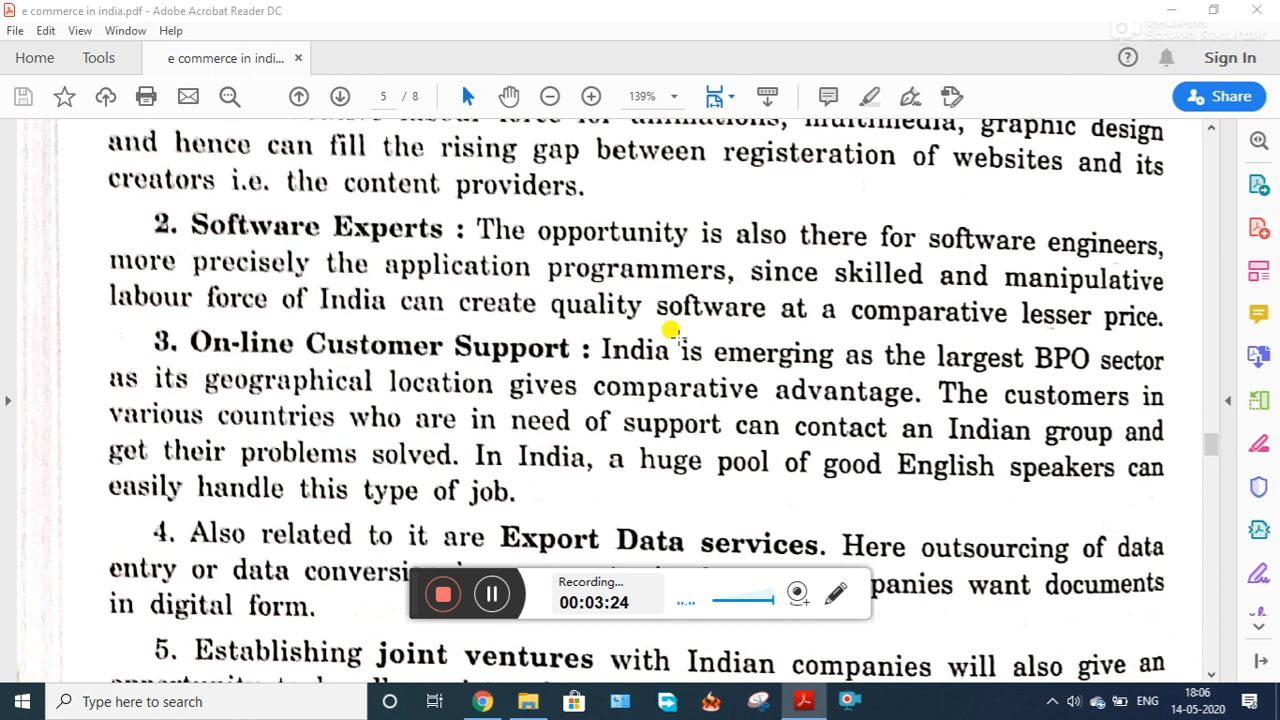 e commerce in india.pdf - Adobe Acrobat Reader DC
File Edit View Window Help
Home Tools e commerce in indi... × Sign In
5 / 8 139% Share
labour force for animations, multimedia, graphic design
and hence can fill the rising gap between registeration of websites and its
creators i.e. the content providers.
2. Software Experts : The opportunity is also there for software engineers,
more precisely the application programmers, since skilled and manipulative
labour force of India can create quality software at a comparative lesser price.
3. On-line Customer Support : India is emerging as the largest BPO sector
as its geographical location gives comparative advantage. The customers in
various countries who are in need of support can contact an Indian group and
get their problems solved. In India, a huge pool of good English speakers can
easily handle this type of job.
4. Also related to it are Export Data services. Here outsourcing of data
entry or data conversi panies want documents
in digital form.
Recording...
00:03:24
5. Establishing joint ventures with Indian companies will also give an
Type here to search
ENG
18:06
14-05-2020